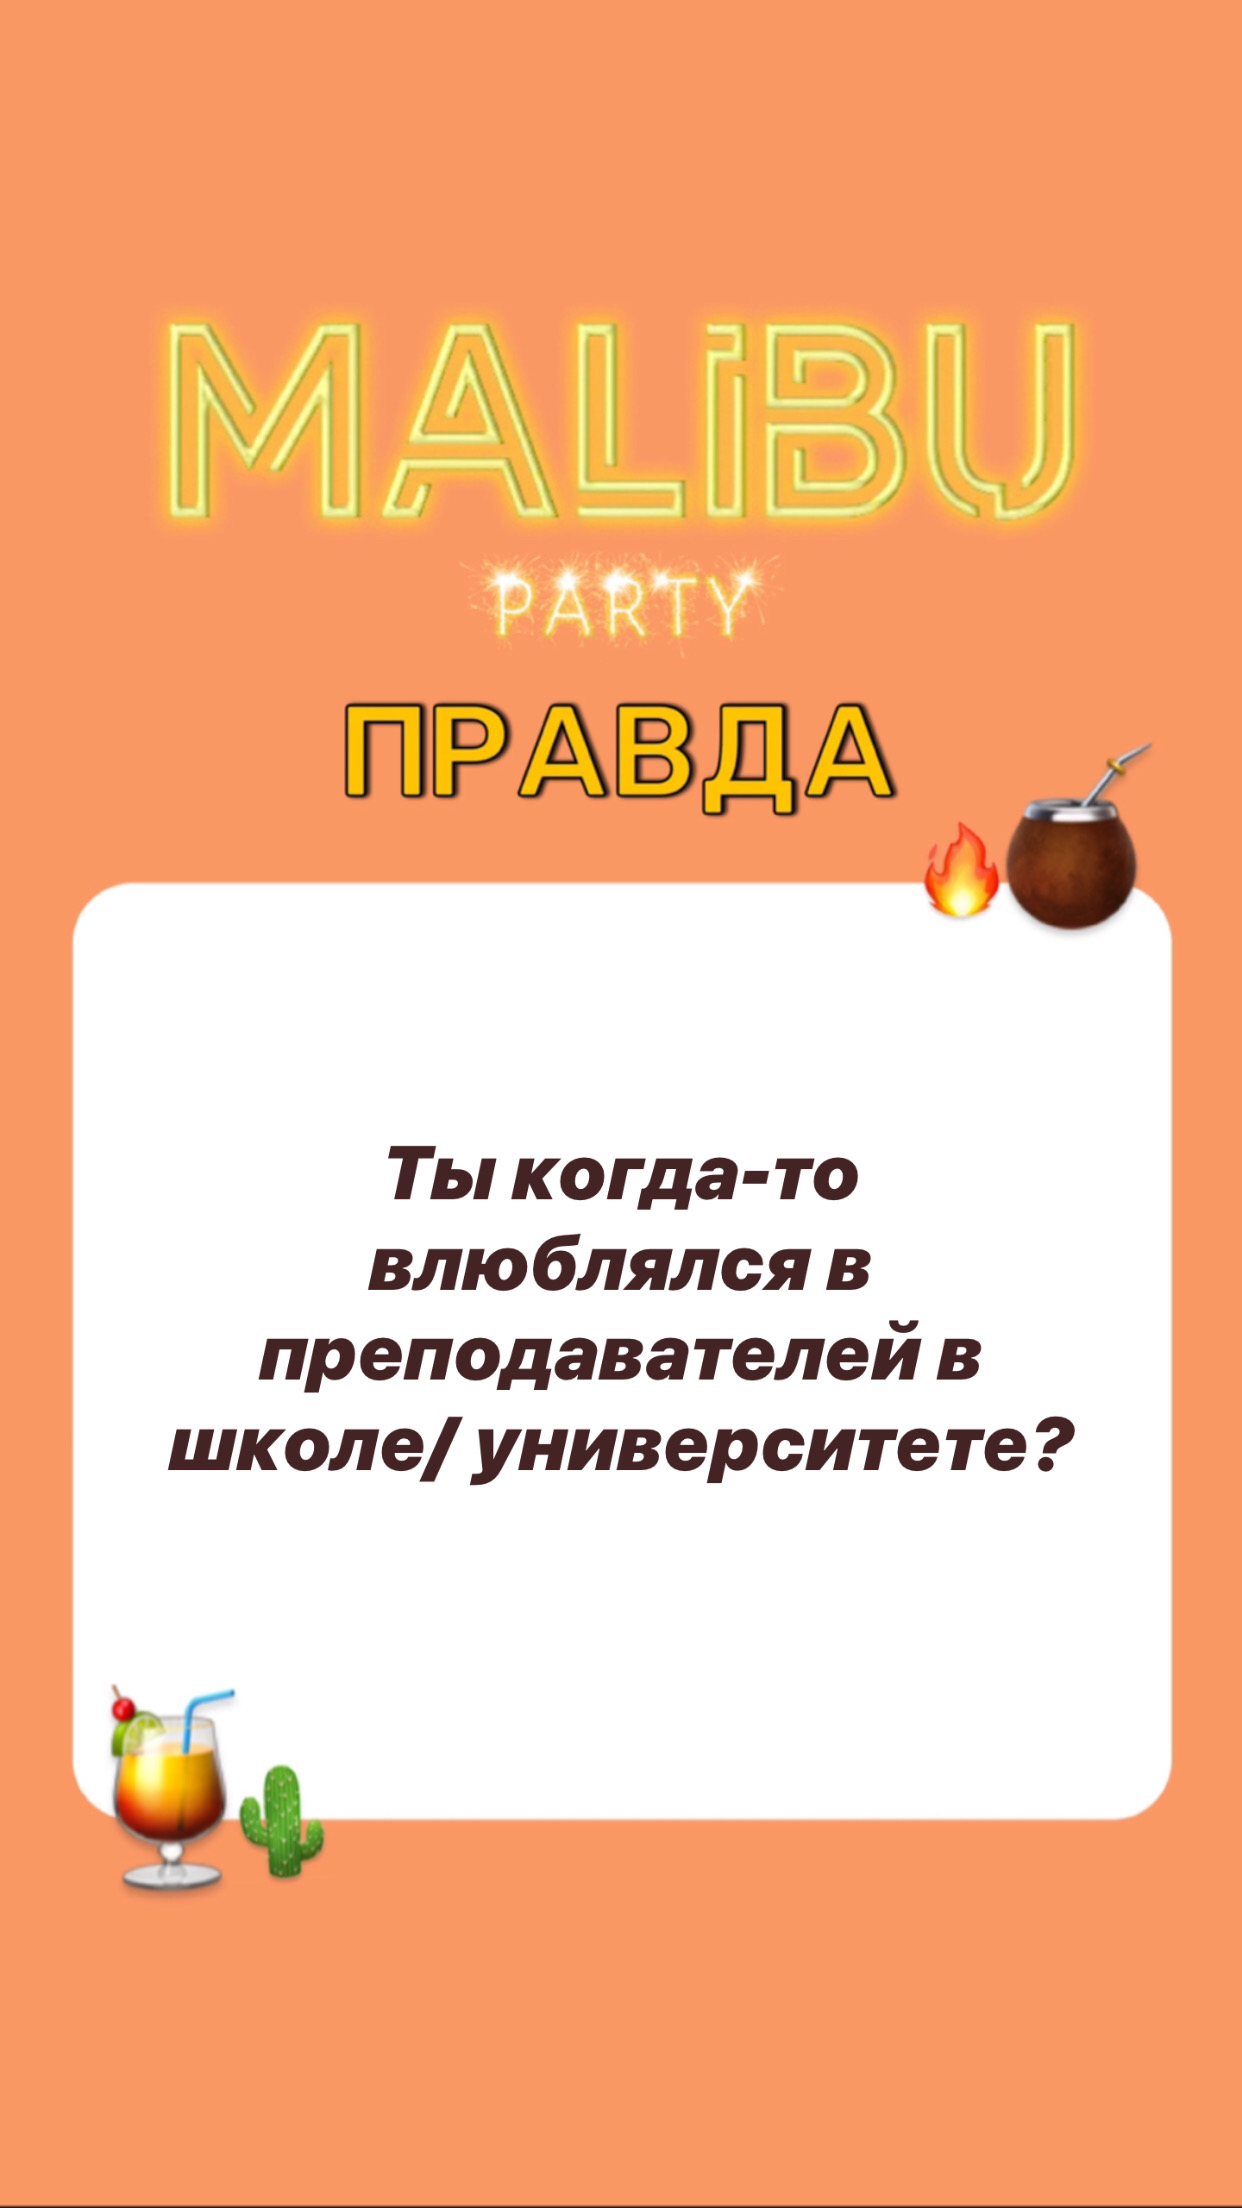 MALiBU
PARTY
ПРАВДА
Ты когда-то
влюблялся в
преподавателей в
школе/ университете?